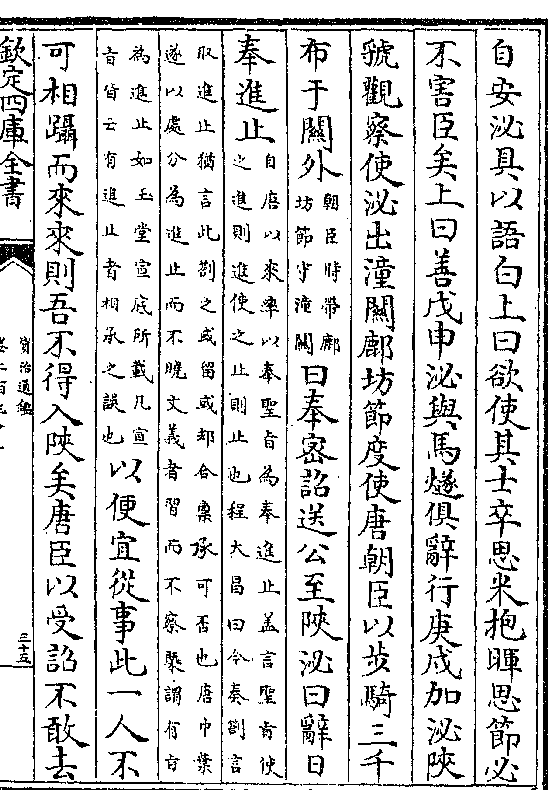 自安泌具以語白上曰欲使其士卒思米抱暉思節必
不害臣矣上曰善戊申泌與馬燧俱辭行庚戌加泌陝
虢觀察使泌出潼關鄜坊節度使唐朝臣以步騎三千
布于關外
朝臣時帶鄜
坊節守潼關
曰奉密詔送公至陝泌曰辭日
奉進止
自唐以來率以奉聖旨為奉進止盖言聖旨使
之進則進使之止則止也程大昌曰今奏劄言
取進止猶言此劄之或留或却合稟承可否也唐中葉
遂以處分為進止而不曉文義者習而不察槩謂有旨
為進止如玉堂宣底所載凡宣
旨皆云有進止者相承之誤也
以便宜從事此一人不
可相躡而來來則吾不得入陝矣唐臣以受詔不敢去
欽定四庫全書
資治通鑑
三十五